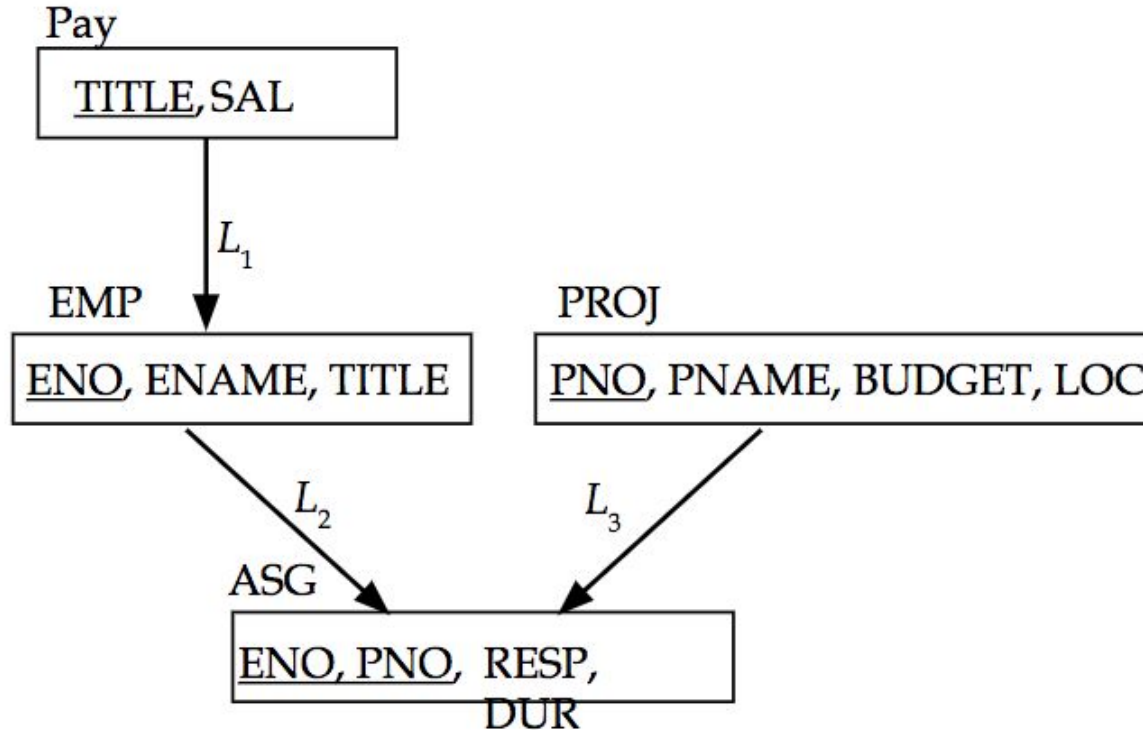 Pay
TITLE, SAL
L1
EMP
PROJ
ENO, ENAME, TITLE
PNO, PNAME, BUDGET, LOC
L2
L3
ASG
ENO, PNO, RESP,
DUR